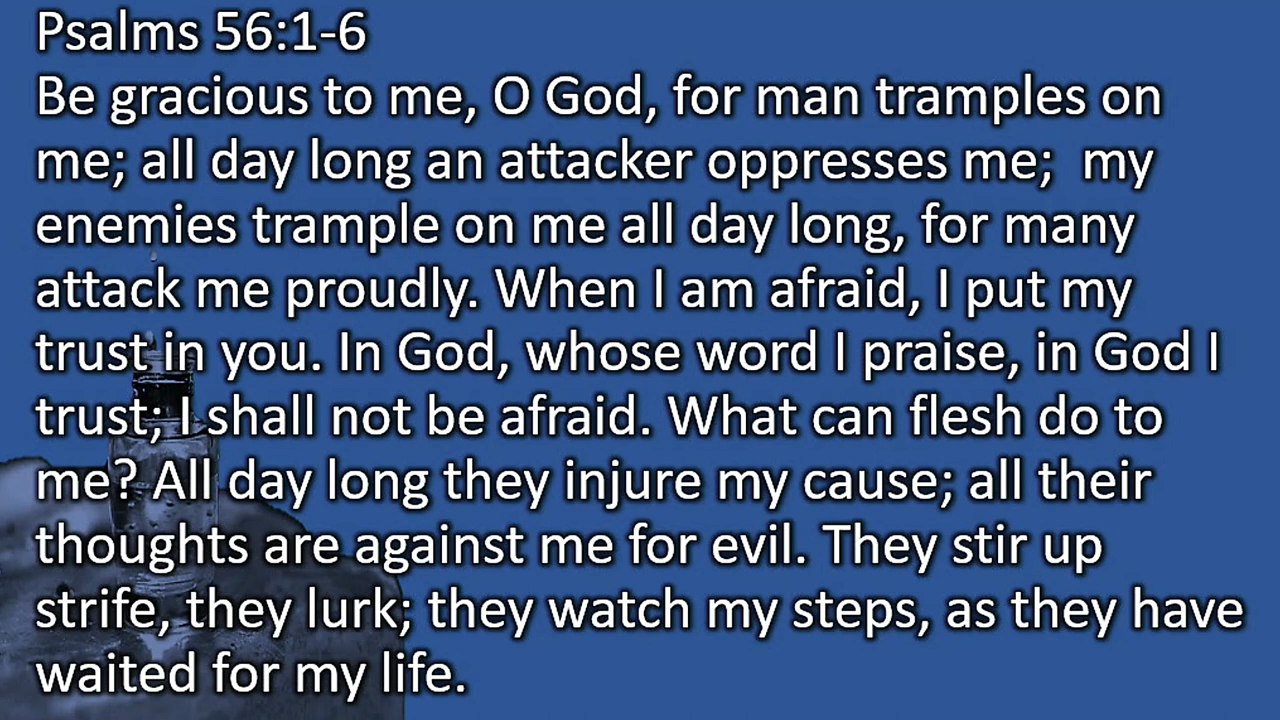 Psalms 56:1-6
Be gracious to me, O God, for man tramples on
me; all day long an attacker oppresses me;  my
enemies trample on me all day long, for many
attack me proudly. When I am afraid, I put my
trust in you. In God, whose word I praise, in God I
trust; I shall not be afraid. What can flesh do to
me? All day long they injure my cause; all their
thoughts are against me for evil. They stir up
strife, they lurk; they watch my steps, as they have
waited for my life.